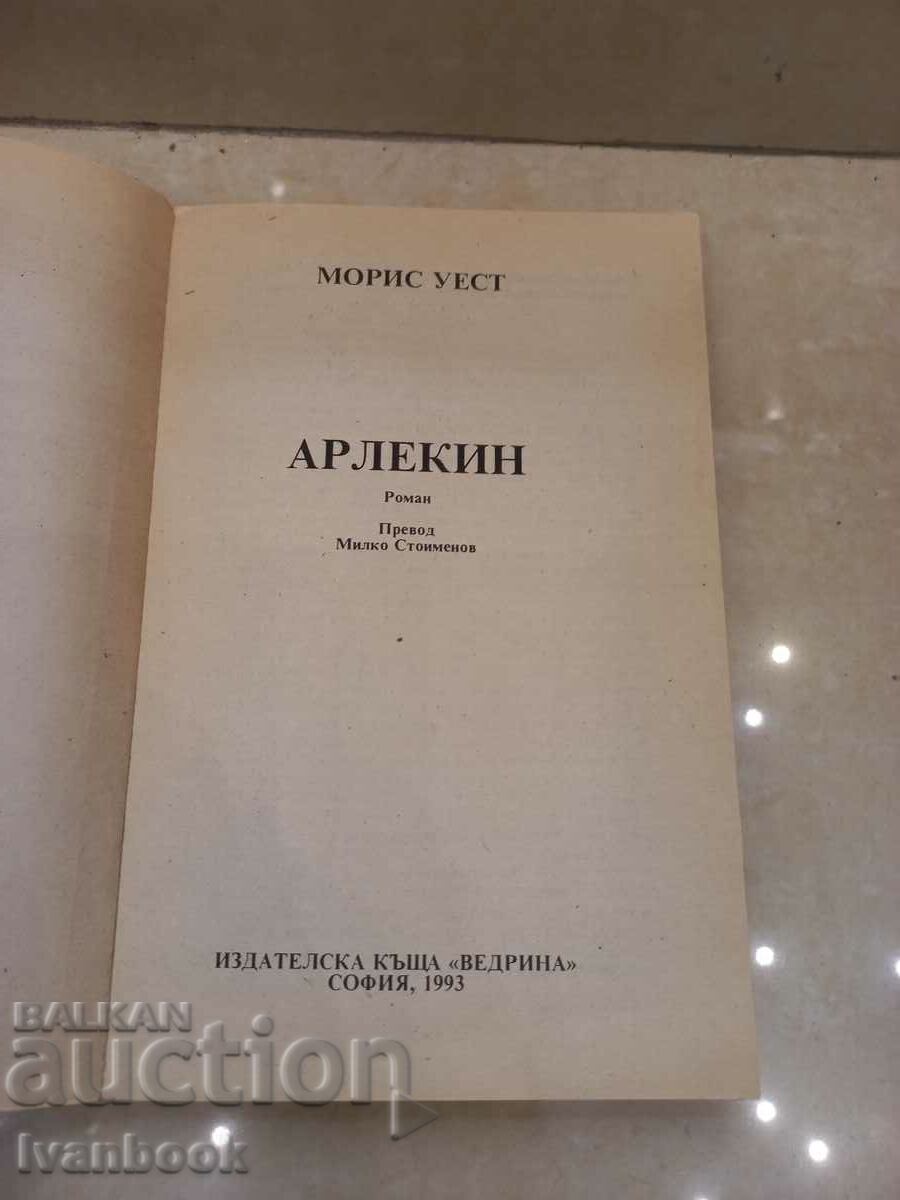 МОРИС УЕСТ
АРЛЕКИН
Роман
Превод
Милко Стоименов
ИЗДАТЕЛСКА КЪЩА «ВЕДРИНА»
СОФИЯ, 1993
BALKAN
auction
Ivanbook